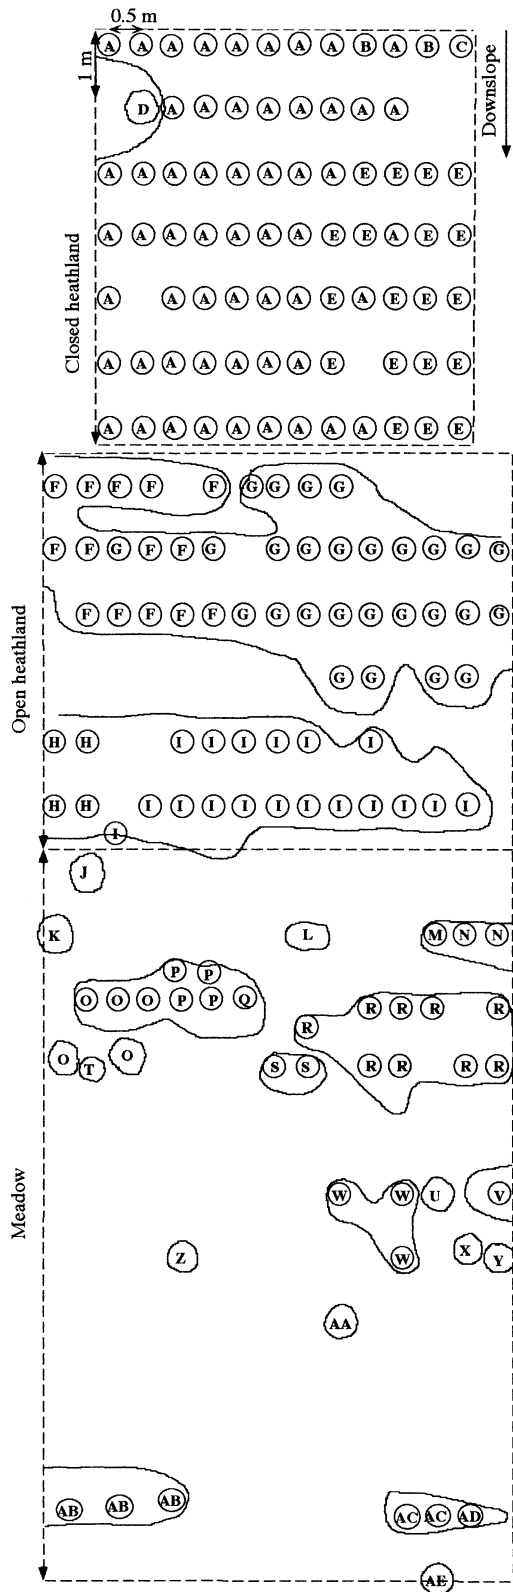 0.5 m
1 m
Downslope
A A A A A A A A B A B C
D A A A A A A A A
A A A A A A A A E E E E
A A A A A A A E E A E E
A A A A A A E A E E E
A A A A A A A E E E E
A A A A A A A A A E E E
Closed heathland
F F F F F G G G G
F F G F F G G G G G G G G G
F F F F F G G G G G G G G G
G G G G
Open heathland
H H I I I I I I
H H I I I I I I I I I I I
I
J
K L M N N
P P
O O O P P Q R R R R
R
O T O S S R R R R
Meadow
W W U V
Z W X Y
AA
AB AB AB AC AC AD
AE